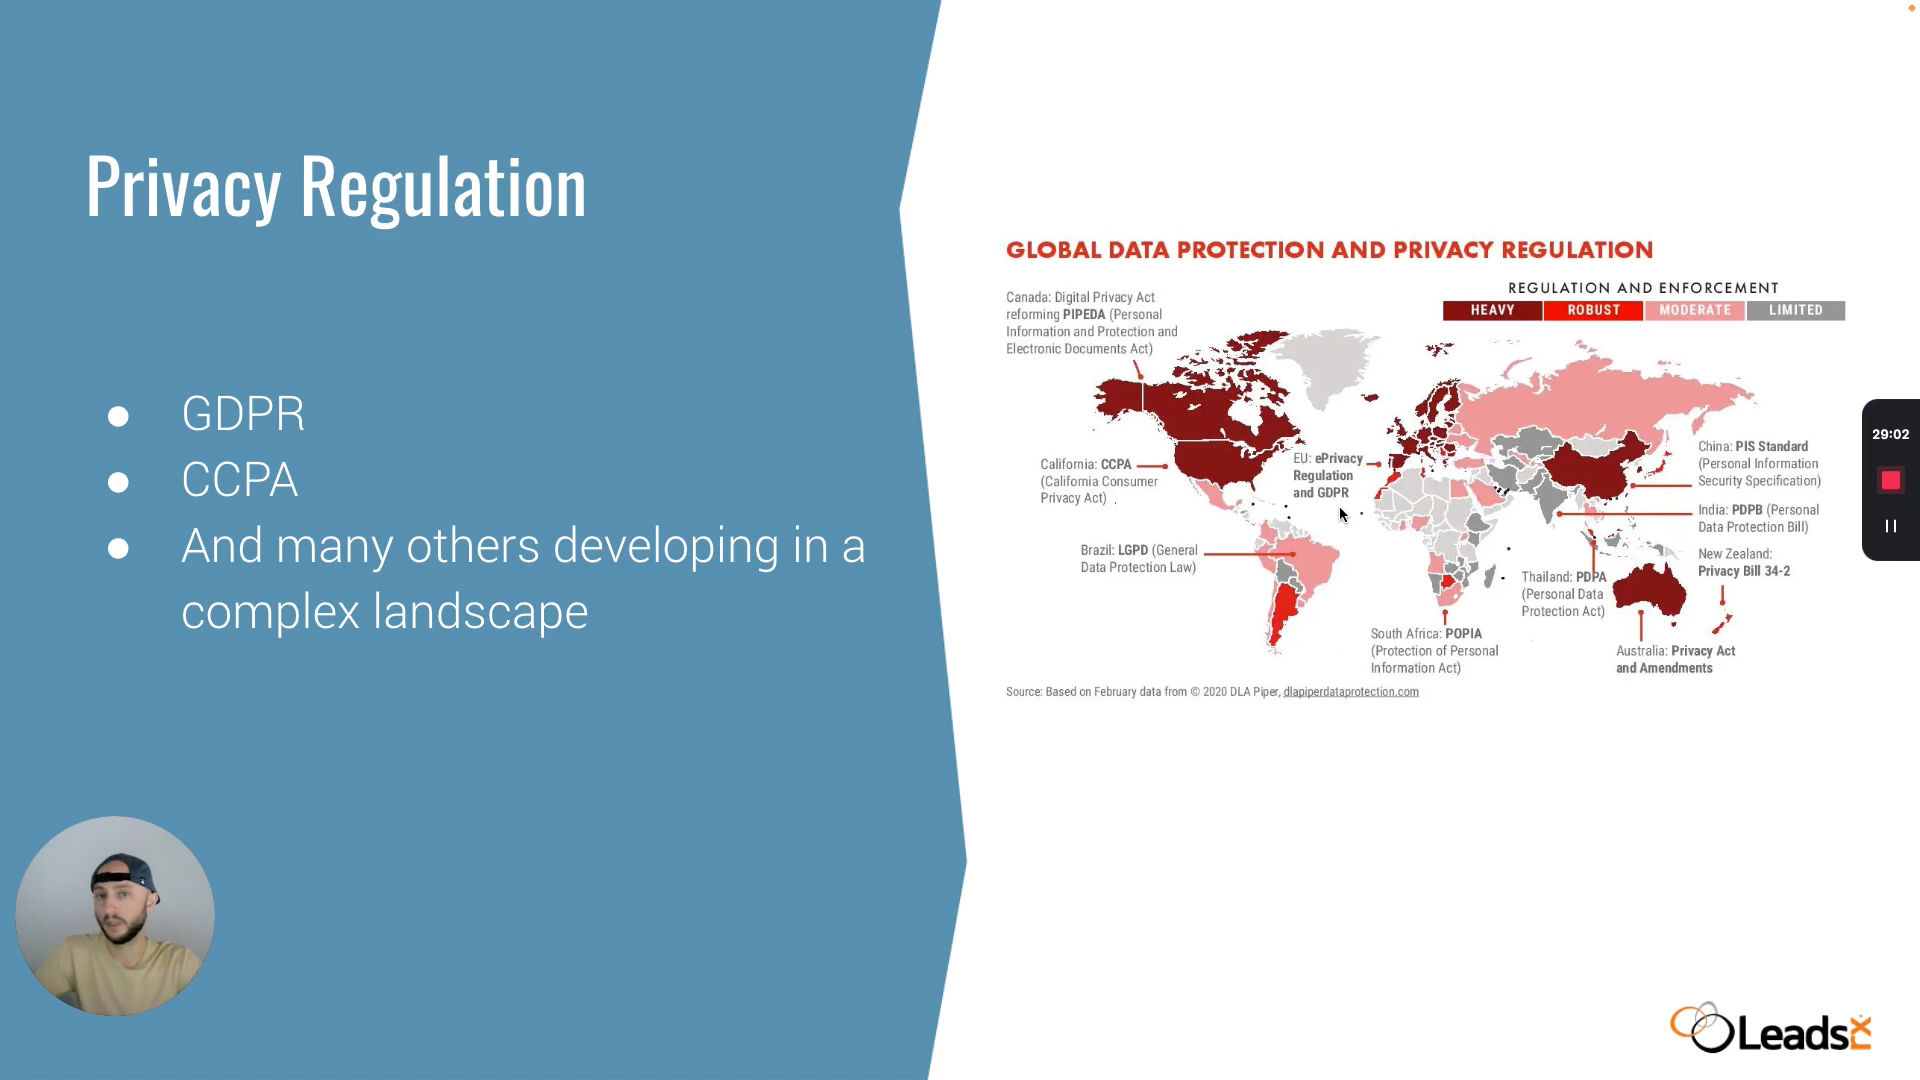 Privacy Regulation
● GDPR
● CCPA
● And many others developing in a
complex landscape
GLOBAL DATA PROTECTION AND PRIVACY REGULATION
REGULATION AND ENFORCEMENT
HEAVY ROBUST MODERATE LIMITED
Canada: Digital Privacy Act
reforming PIPEDA (Personal
Information and Protection and
Electronic Documents Act)
California: CCPA
(California Consumer
Privacy Act)
EU: ePrivacy
Regulation
and GDPR
Brazil: LGPD (General
Data Protection Law)
China: PIS Standard
(Personal Information
Security Specification)
India: PDPB (Personal
Data Protection Bill)
New Zealand:
Privacy Bill 34-2
Thailand: PDPA
(Personal Data
Protection Act)
South Africa: POPIA
(Protection of Personal
Information Act)
Australia: Privacy Act
and Amendments
Source: Based on February data from © 2020 DLA Piper, dlapiperdataprotection.com
29:02
LeadsRx